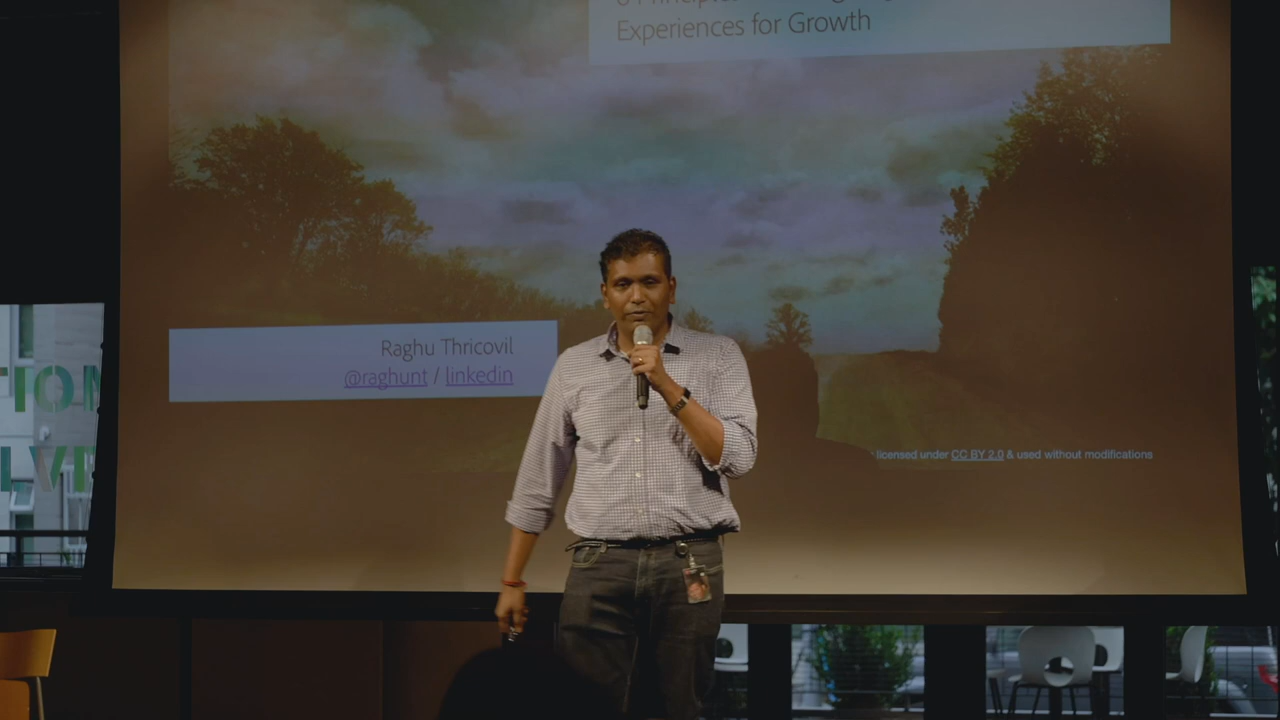 Experiences for Growth
Raghu Thricovil
@raghunt / linkedin
licensed under CC BY 2.0 & used without modifications